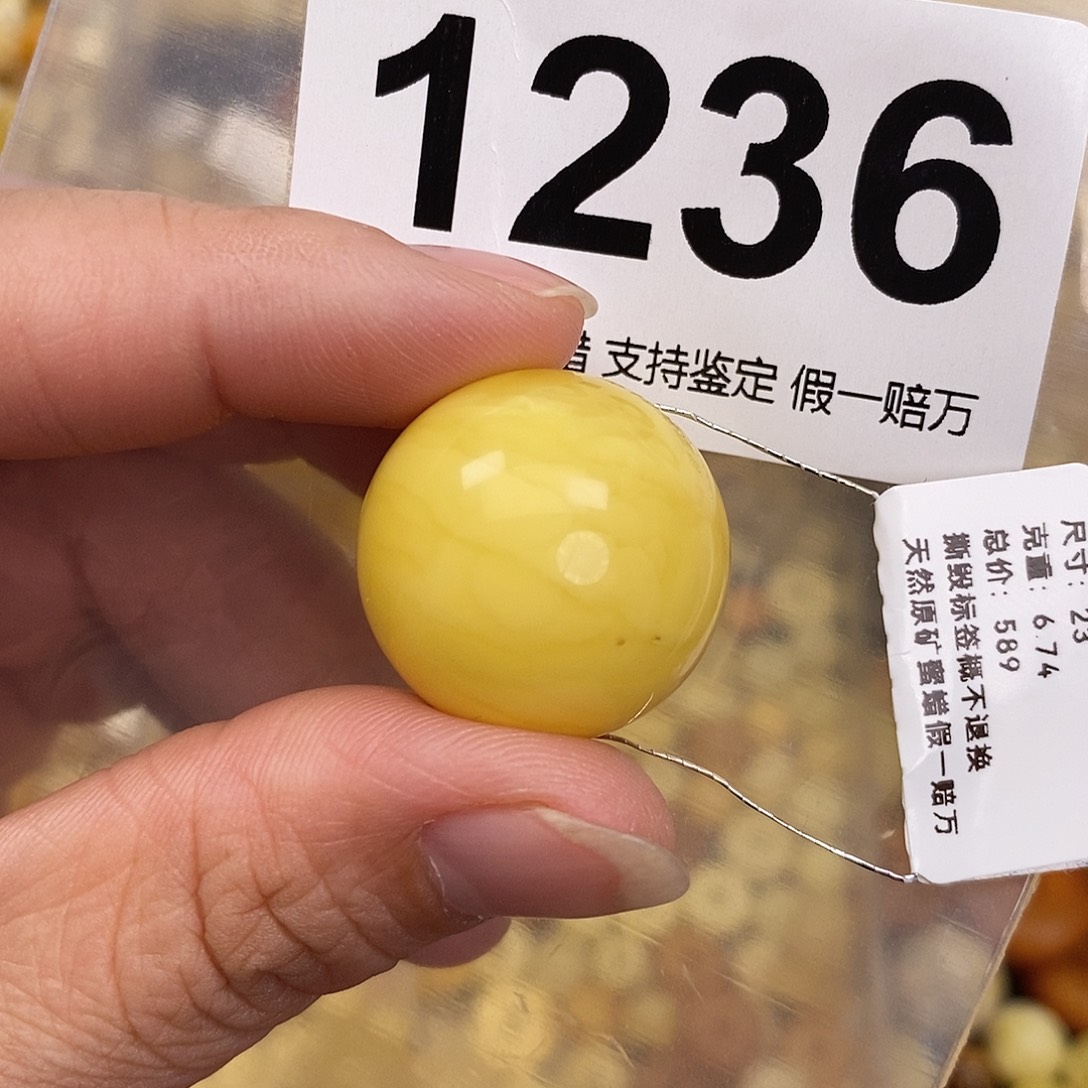 1236
支持鉴定 假一赔万
尺寸: 23
克重: 6.74
总价: 589
撕毁标签概不退换
天然原矿蜜蜡假一赔万